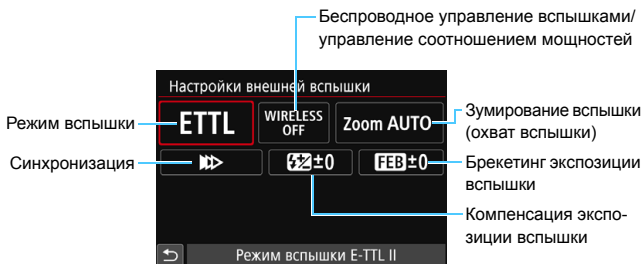 Беспроводное управление вспышками/
управление соотношением мощностей
Настройки внешней вспышки
Режим вспышки
ETTL
WIRELESS
OFF
Zoom AUTO
Зумирование вспышки
(охват вспышки)
Синхронизация
±0
FEB±0
Брекетинг экспозиции
вспышки
Компенсация экспо-
зиции вспышки
Режим вспышки E-TTL II